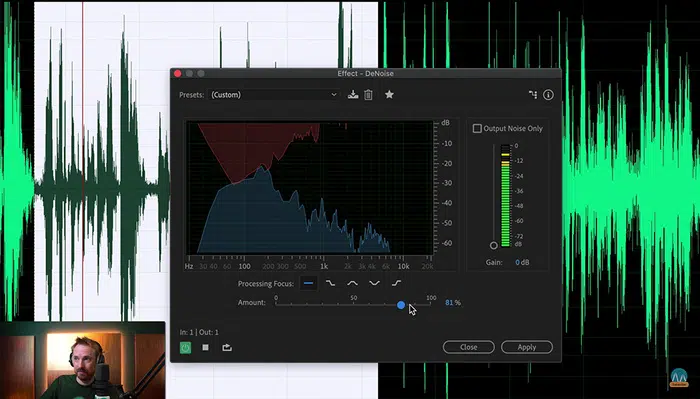 Effect - DeNoise
Presets: (Custom)
dB
-10
-20
-30
-40
-50
-60
Hz 30 40 100 200 300 500 1k 2k 3k 4k 6k 10k 20k
Output Noise Only
0
-12
-24
-36
-48
-60
-72
dB
Gain: 0 dB
Processing Focus:
Amount: 0 50 100 81 %
In: 1 | Out: 1
Close Apply